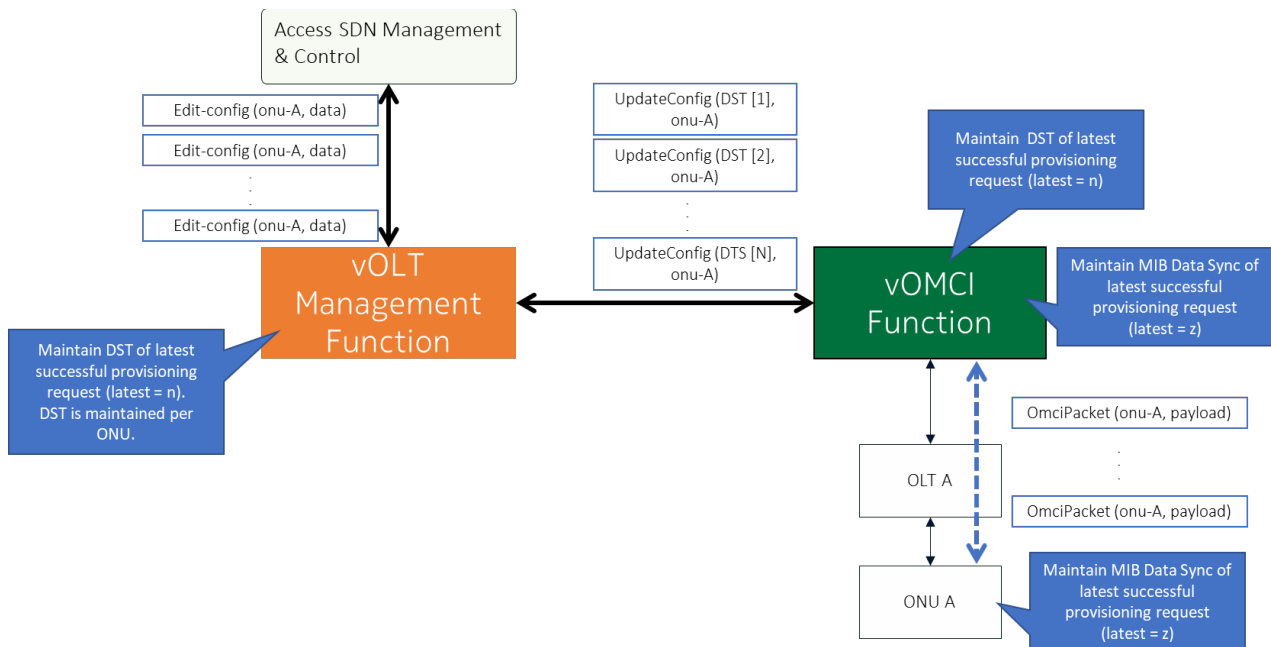 Access SDN Management
& Control
Edit-config (onu-A, data)
Edit-config (onu-A, data)
.
.
.
Edit-config (onu-A, data)
UpdateConfig (DST [1],
onu-A)
UpdateConfig (DST [2],
onu-A)
.
.
.
UpdateConfig (DTS [N],
onu-A)
Maintain DST of latest
successful provisioning
request (latest = n)
vOLT
Management
Function
vOMCI
Function
Maintain MIB Data Sync of
latest successful
provisioning request
(latest = z)
Maintain DST of latest
successful provisioning
request (latest = n).
DST is maintained per
ONU.
OmciPacket (onu-A, payload)
.
.
.
OmciPacket (onu-A, payload)
OLT A
ONU A
Maintain MIB Data Sync of
latest successful
provisioning request
(latest = z)